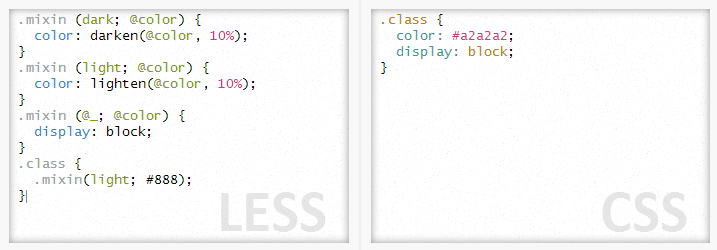 .mixin (dark; @color) {
  color: darken(@color, 10%);
}
.mixin (light; @color) {
  color: lighten(@color, 10%);
}
.mixin (@_; @color) {
  display: block;
}
.class {
  .mixin(light; #888);
}
LESS
.class {
  color: #a2a2a2;
  display: block;
}
CSS